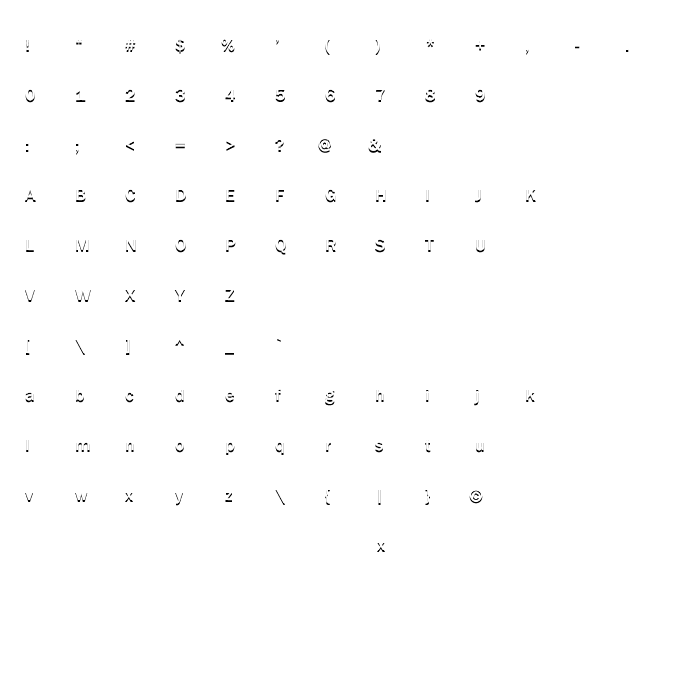 ! " # $ % ' ( ) * + , - .
0 1 2 3 4 5 6 7 8 9
: ; < = > ? @ &
A B C D E F G H I J K
L M N O P Q R S T U
V W X Y Z
[ \ ] ^ _ `
a b c d e f g h i j k
l m n o p q r s t u
v w x y z \ { | } ©
x